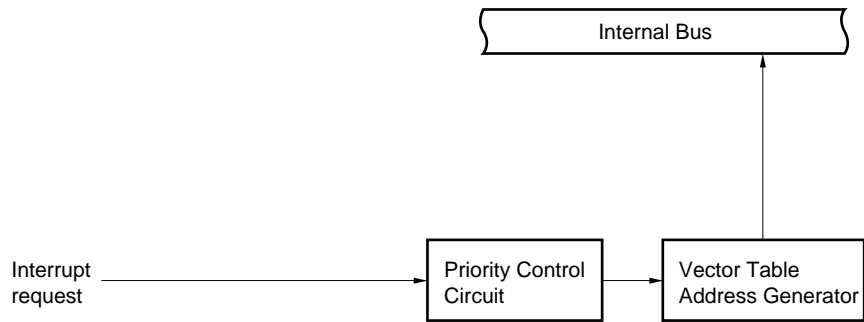 Internal Bus
Interrupt
request
Priority Control
Circuit
Vector Table
Address Generator